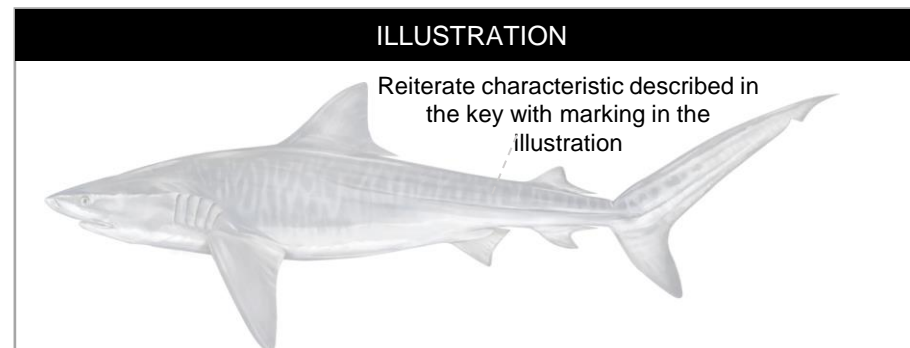 ILLUSTRATION
Reiterate characteristic described in
the key with marking in the
illustration